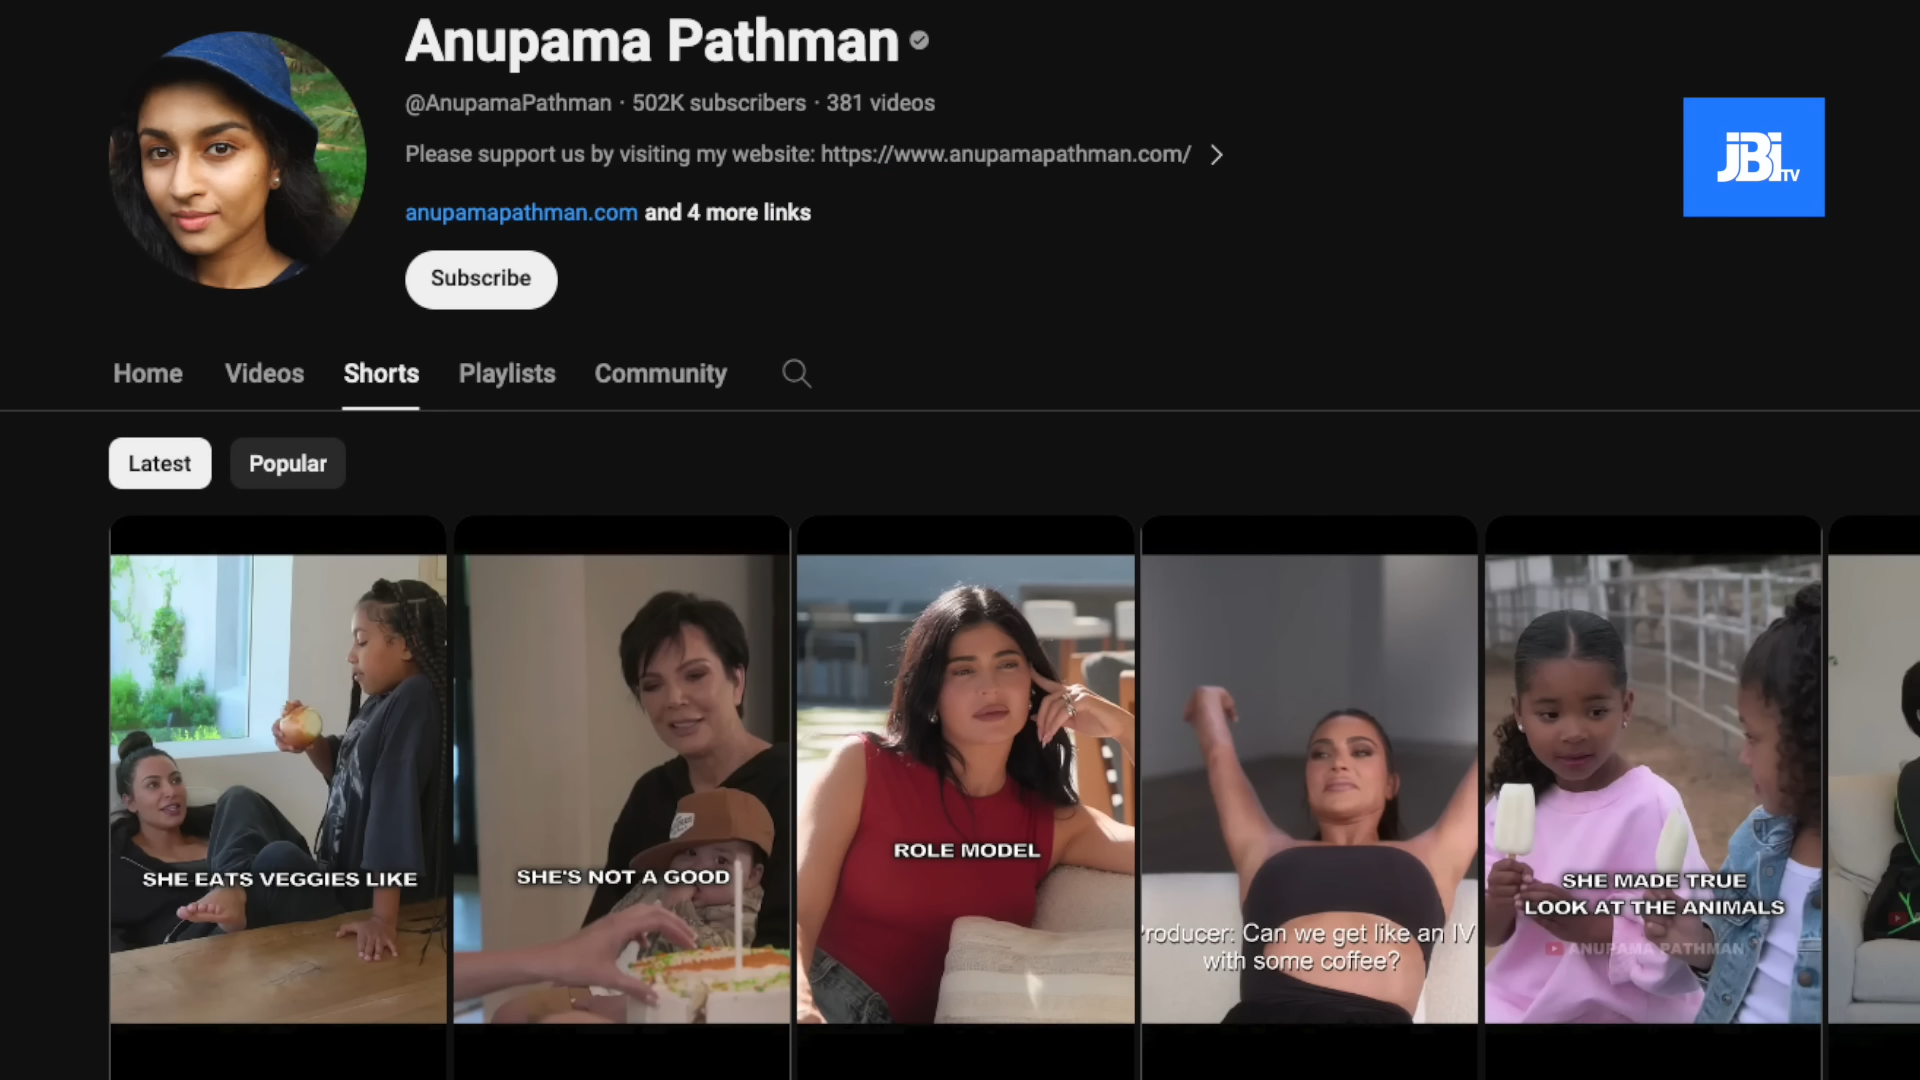 Anupama Pathman
@AnupamaPathman · 502K subscribers · 381 videos
Please support us by visiting my website: https://www.anupamapathman.com/
anupamapathman.com and 4 more links
Subscribe
JBI TV
Home Videos Shorts Playlists Community
Latest Popular
SHE EATS VEGGIES LIKE
SHE'S NOT A GOOD
ROLE MODEL
roducer: Can we get like an IV
with some coffee?
SHE MADE TRUE
LOOK AT THE ANIMALS
ANUPAMA PATHMAN